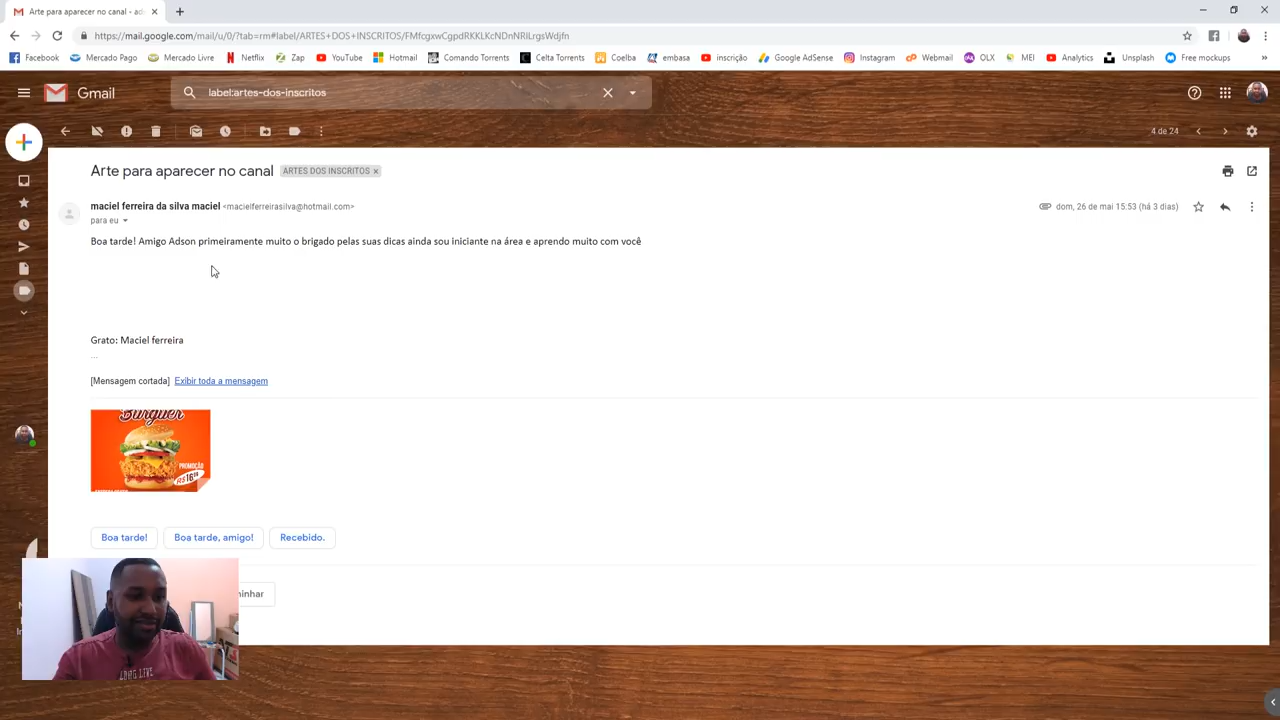 Arte para aparecer no canal - ad
https://mail.google.com/mail/u/0/?tab=rm#label/ARTES+DOS+INSCRITOS/FMfcgxwCgpdRKKLKcNDnNRlLrgsWdjfn
Facebook Mercado Pago Mercado Livre Netflix Zap YouTube Hotmail Comando Torrents Celta Torrents Coelba embasa inscrição Google AdSense Instagram Webmail OLX MEI Analytics Unsplash Free mockups
Gmail label:artes-dos-inscritos
4 de 24
Arte para aparecer no canal ARTES DOS INSCRITOS x
maciel ferreira da silva maciel <macielferreirasilva@hotmail.com> dom, 26 de mai 15:53 (há 3 dias)
para eu
Boa tarde! Amigo Adson primeiramente muito o brigado pelas suas dicas ainda sou iniciante na área e aprendo muito com você
Grato: Maciel ferreira
...
[Mensagem cortada] Exibir toda a mensagem
Burguer
PROMOÇÃO
R$16
Boa tarde! Boa tarde, amigo! Recebido.
inhar
LONG LIVE